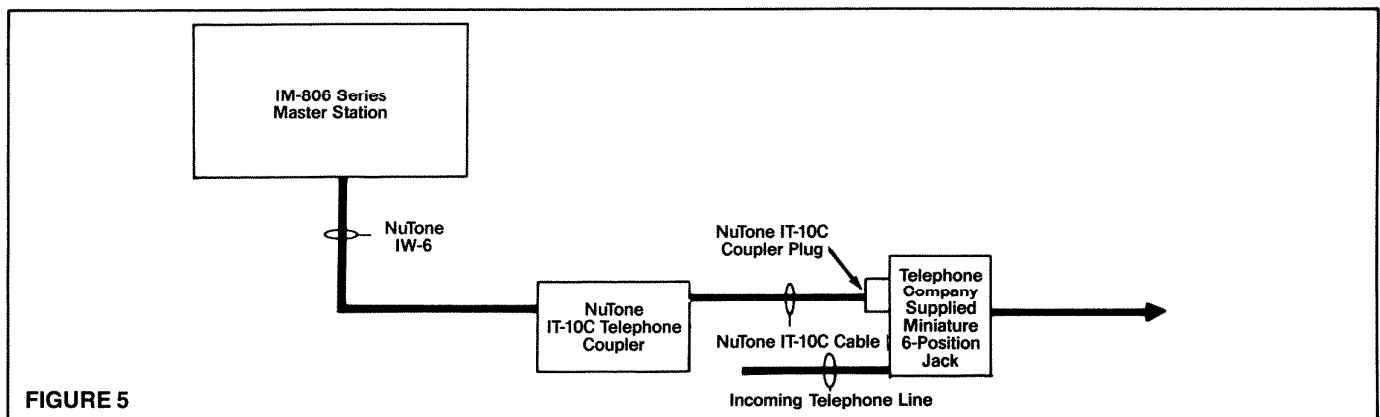 IM-806 Series
Master Station
NuTone
IW-6
NuTone IT-10C
Coupler Plug
Telephone
Company
Supplied
Miniature
6-Position
Jack
NuTone
IT-10C Telephone
Coupler
NuTone IT-10C Cable
Incoming Telephone Line
FIGURE 5